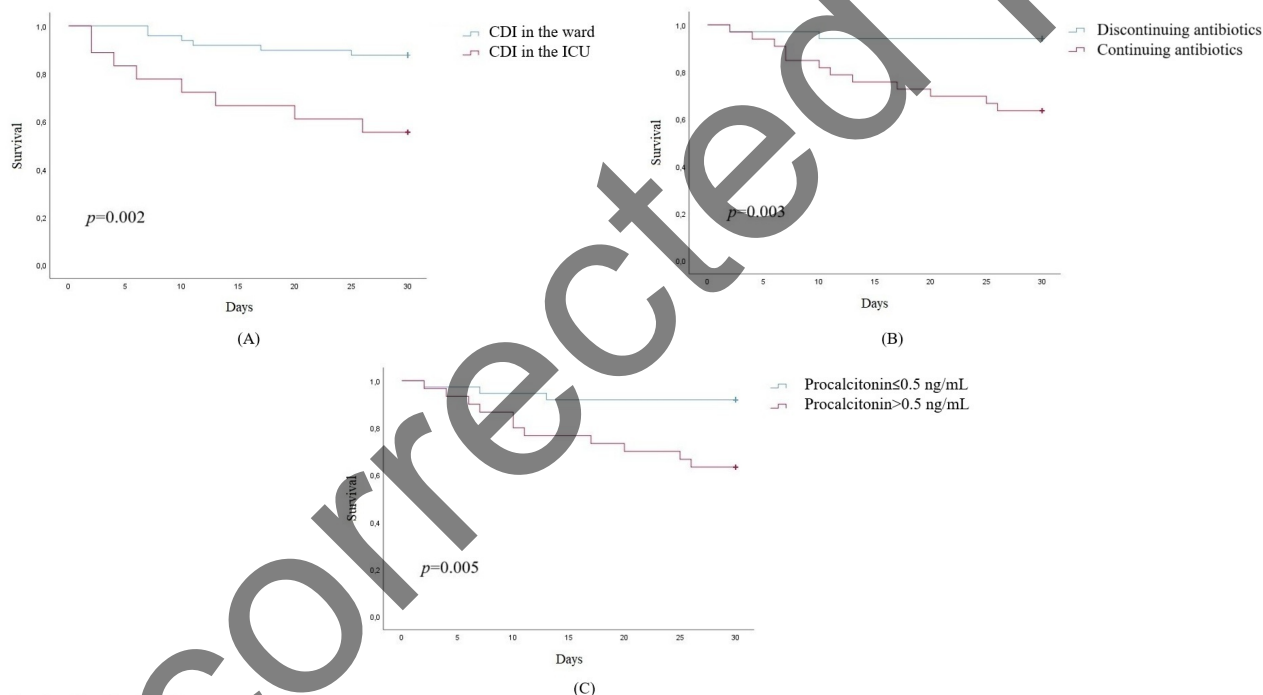 1,0
0,8
0,6
0,4
0,2
0,0
Survival
0 5 10 15 20 25 30
Days
p=0.002
CDI in the ward
CDI in the ICU
(A)
1,0
0,8
0,6
0,4
0,2
0,0
Survival
0 5 10 15 20 25 30
Days
p=0.003
Discontinuing antibiotics
Continuing antibiotics
(B)
1,0
0,8
0,6
0,4
0,2
0,0
Survival
0 5 10 15 20 25 30
Days
p=0.005
Procalcitonin≤0.5 ng/mL
Procalcitonin>0.5 ng/mL
(C)
corrected